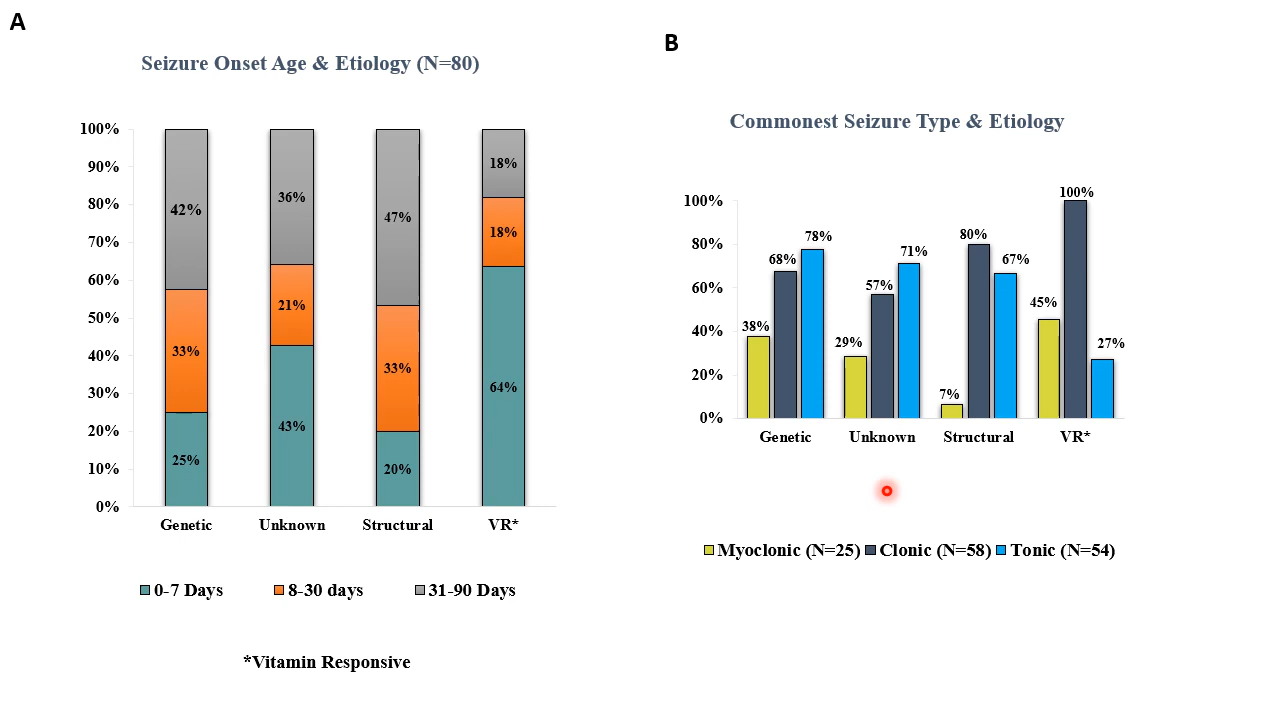 A
Seizure Onset Age & Etiology (N=80)
100%
90%
80%
70%
60%
50%
40%
30%
20%
10%
0%
42%
33%
25%
36%
21%
43%
47%
33%
20%
18%
18%
64%
Genetic Unknown Structural VR*
0-7 Days 8-30 days 31-90 Days
*Vitamin Responsive
B
Commonest Seizure Type & Etiology
100%
80%
60%
40%
20%
0%
38% 68% 78%
29% 57% 71%
7% 80% 67%
45% 100% 27%
Genetic Unknown Structural VR*
Myoclonic (N=25) Clonic (N=58) Tonic (N=54)